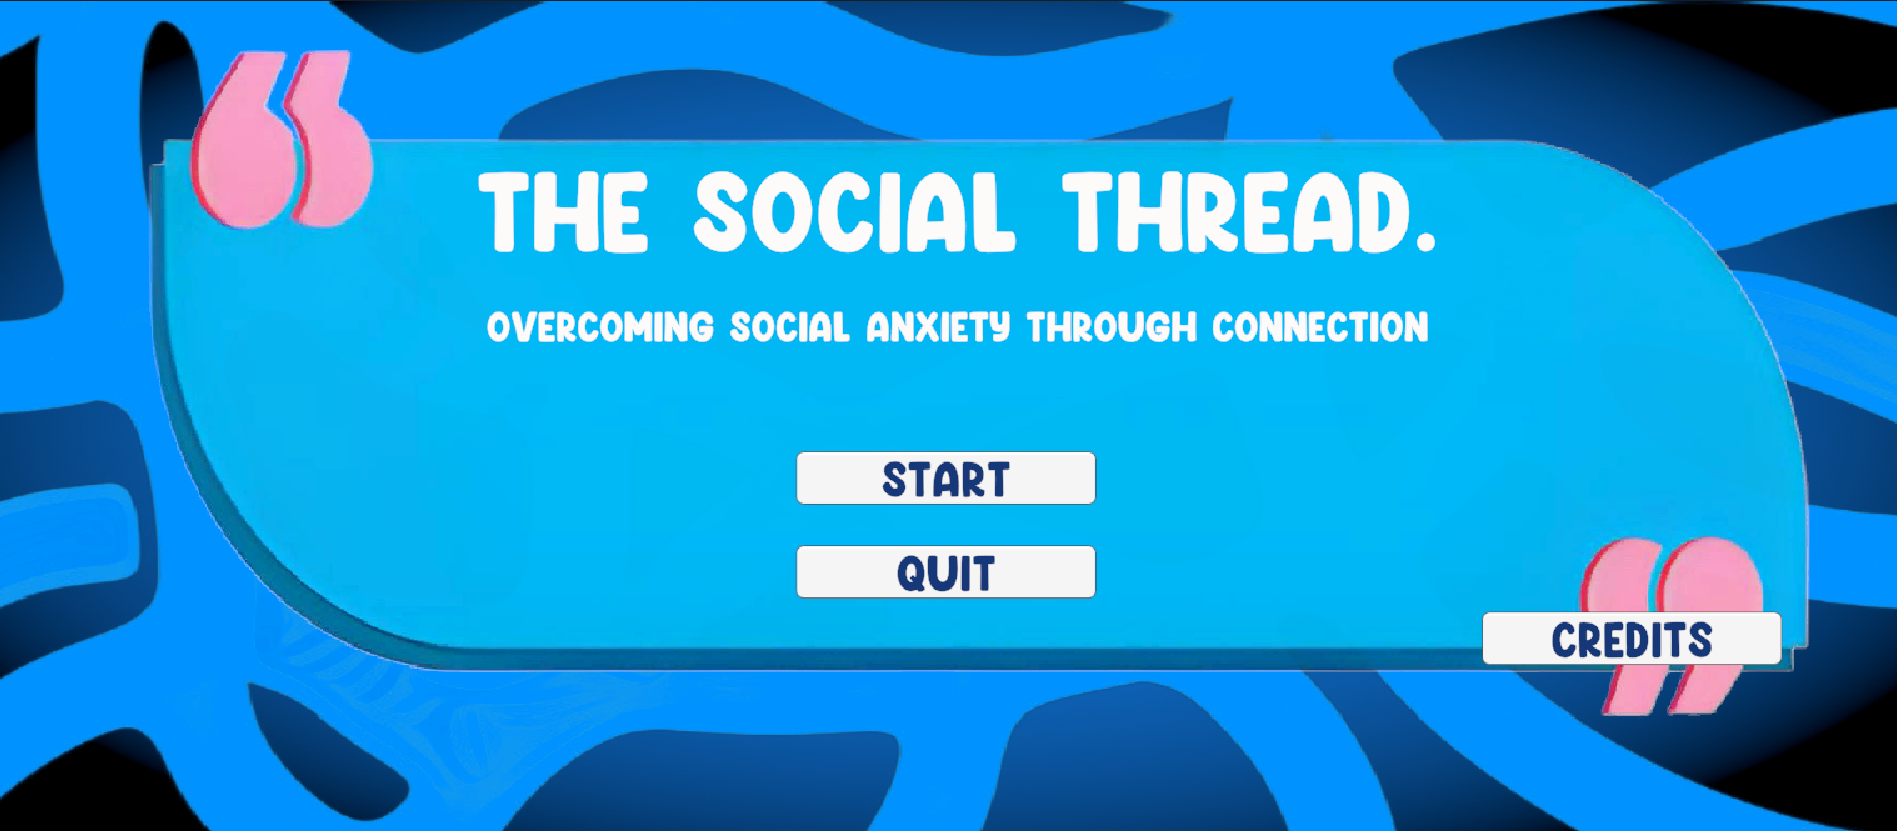 THE SOCIAL THREAD.
OVERCOMING SOCIAL ANXIETY THROUGH CONNECTION
START
QUIT
CREDITS